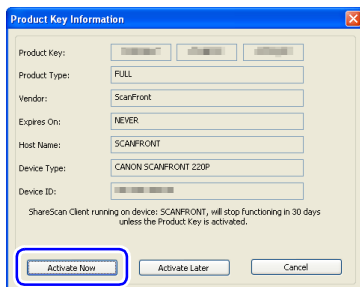 Product Key Information
Product Key:
Product Type: FULL
Vendor: ScanFront
Expires On: NEVER
Host Name: SCANFRONT
Device Type: CANON SCANFRONT 220P
Device ID:
ShareScan Client running on device: SCANFRONT, will stop functioning in 30 days
unless the Product Key is activated.
Activate Now Activate Later Cancel